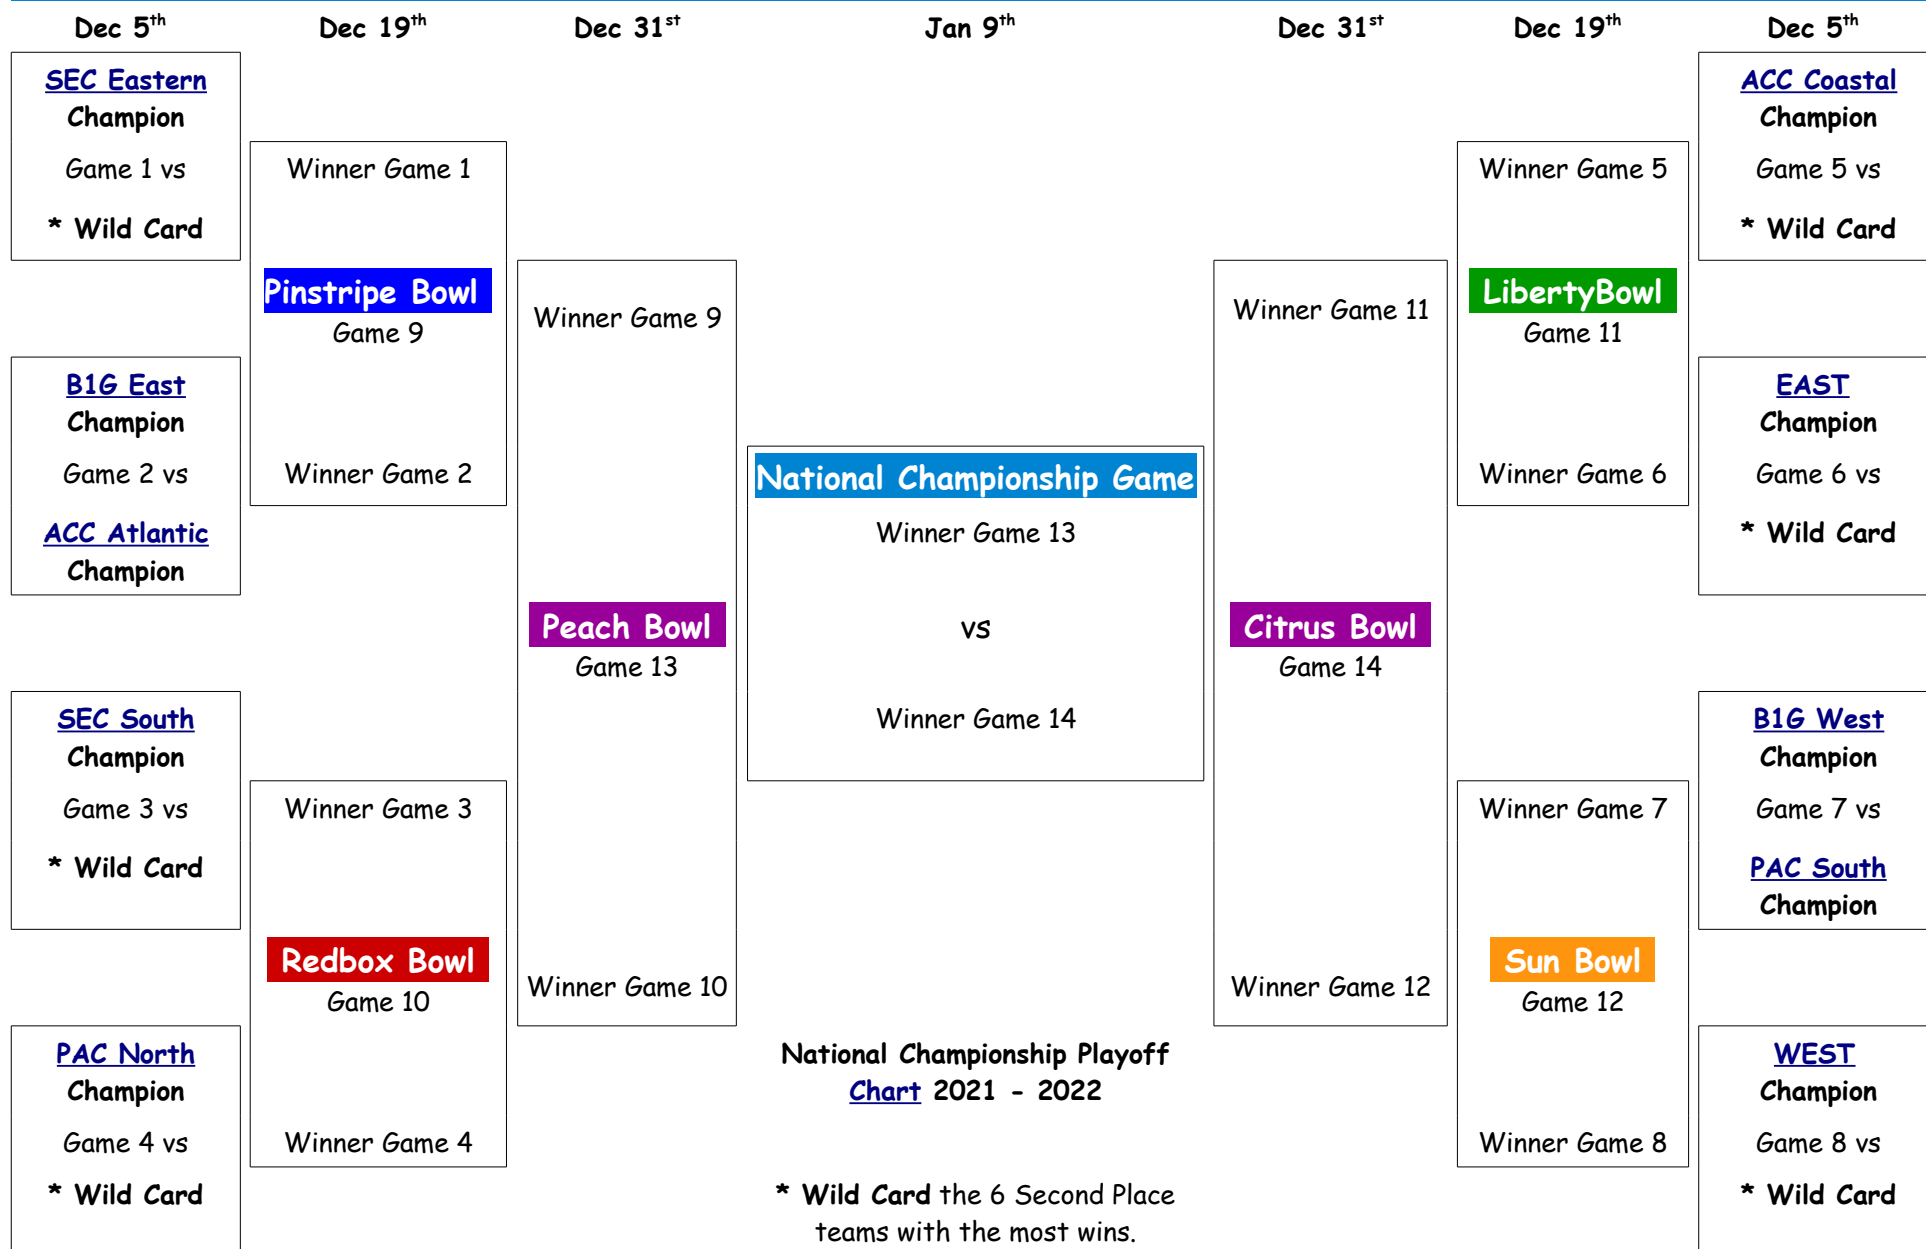 Dec 5th
Dec 19th
Dec 31st
Jan 9th
Dec 31st
Dec 19th
Dec 5th
SEC Eastern
Champion
Game 1 vs
* Wild Card
B1G East
Champion
Game 2 vs
ACC Atlantic
Champion
SEC South
Champion
Game 3 vs
* Wild Card
PAC North
Champion
Game 4 vs
* Wild Card
Winner Game 1
Pinstripe Bowl
Game 9
Winner Game 2
Winner Game 3
Redbox Bowl
Game 10
Winner Game 4
Winner Game 9
Peach Bowl
Game 13
Winner Game 10
National Championship Game
Winner Game 13
vs
Winner Game 14
National Championship Playoff
Chart 2021 - 2022
* Wild Card the 6 Second Place
teams with the most wins.
Winner Game 11
Citrus Bowl
Game 14
Winner Game 12
Winner Game 5
LibertyBowl
Game 11
Winner Game 6
Winner Game 7
Sun Bowl
Game 12
Winner Game 8
ACC Coastal
Champion
Game 5 vs
* Wild Card
EAST
Champion
Game 6 vs
* Wild Card
B1G West
Champion
Game 7 vs
PAC South
Champion
WEST
Champion
Game 8 vs
* Wild Card